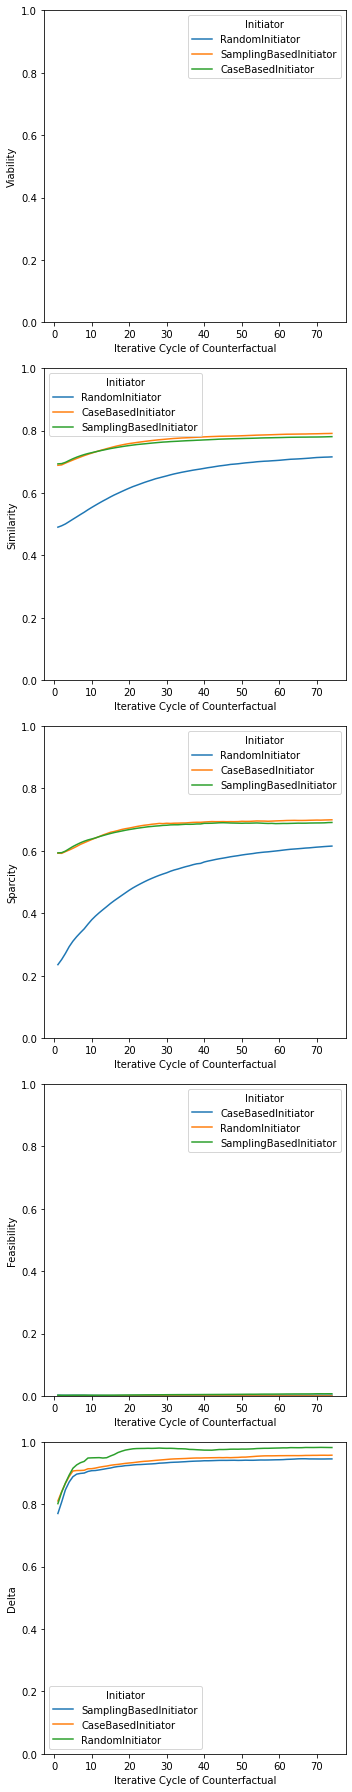 1.0
0.8
0.6
0.4
0.2
0.0
Viability
Initiator
RandomInitiator
SamplingBasedInitiator
CaseBasedInitiator
0 10 20 30 40 50 60 70
Iterative Cycle of Counterfactual
1.0
0.8
0.6
0.4
0.2
0.0
Similarity
Initiator
RandomInitiator
CaseBasedInitiator
SamplingBasedInitiator
0 10 20 30 40 50 60 70
Iterative Cycle of Counterfactual
1.0
0.8
0.6
0.4
0.2
0.0
Sparcity
Initiator
RandomInitiator
CaseBasedInitiator
SamplingBasedInitiator
0 10 20 30 40 50 60 70
Iterative Cycle of Counterfactual
1.0
0.8
0.6
0.4
0.2
0.0
Feasibility
Initiator
CaseBasedInitiator
RandomInitiator
SamplingBasedInitiator
0 10 20 30 40 50 60 70
Iterative Cycle of Counterfactual
1.0
0.8
0.6
0.4
0.2
0.0
Delta
Initiator
SamplingBasedInitiator
CaseBasedInitiator
RandomInitiator
0 10 20 30 40 50 60 70
Iterative Cycle of Counterfactual